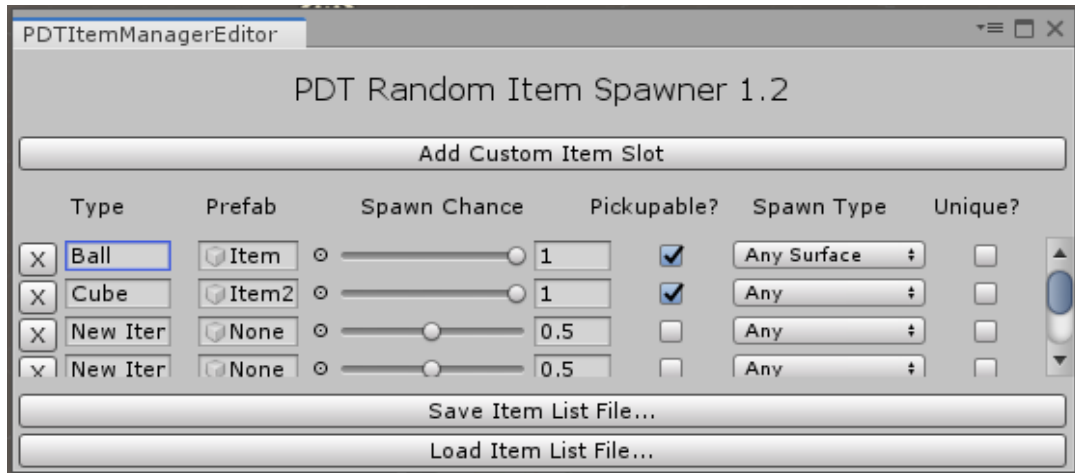 PDTItemManagerEditor
PDT Random Item Spawner 1.2
Add Custom Item Slot
Type Prefab Spawn Chance Pickupable? Spawn Type Unique?
X Ball Item 1 Any Surface
X Cube Item2 1 Any
X New Iter None 0.5 Any
X New Iter None 0.5 Any
Save Item List File...
Load Item List File...